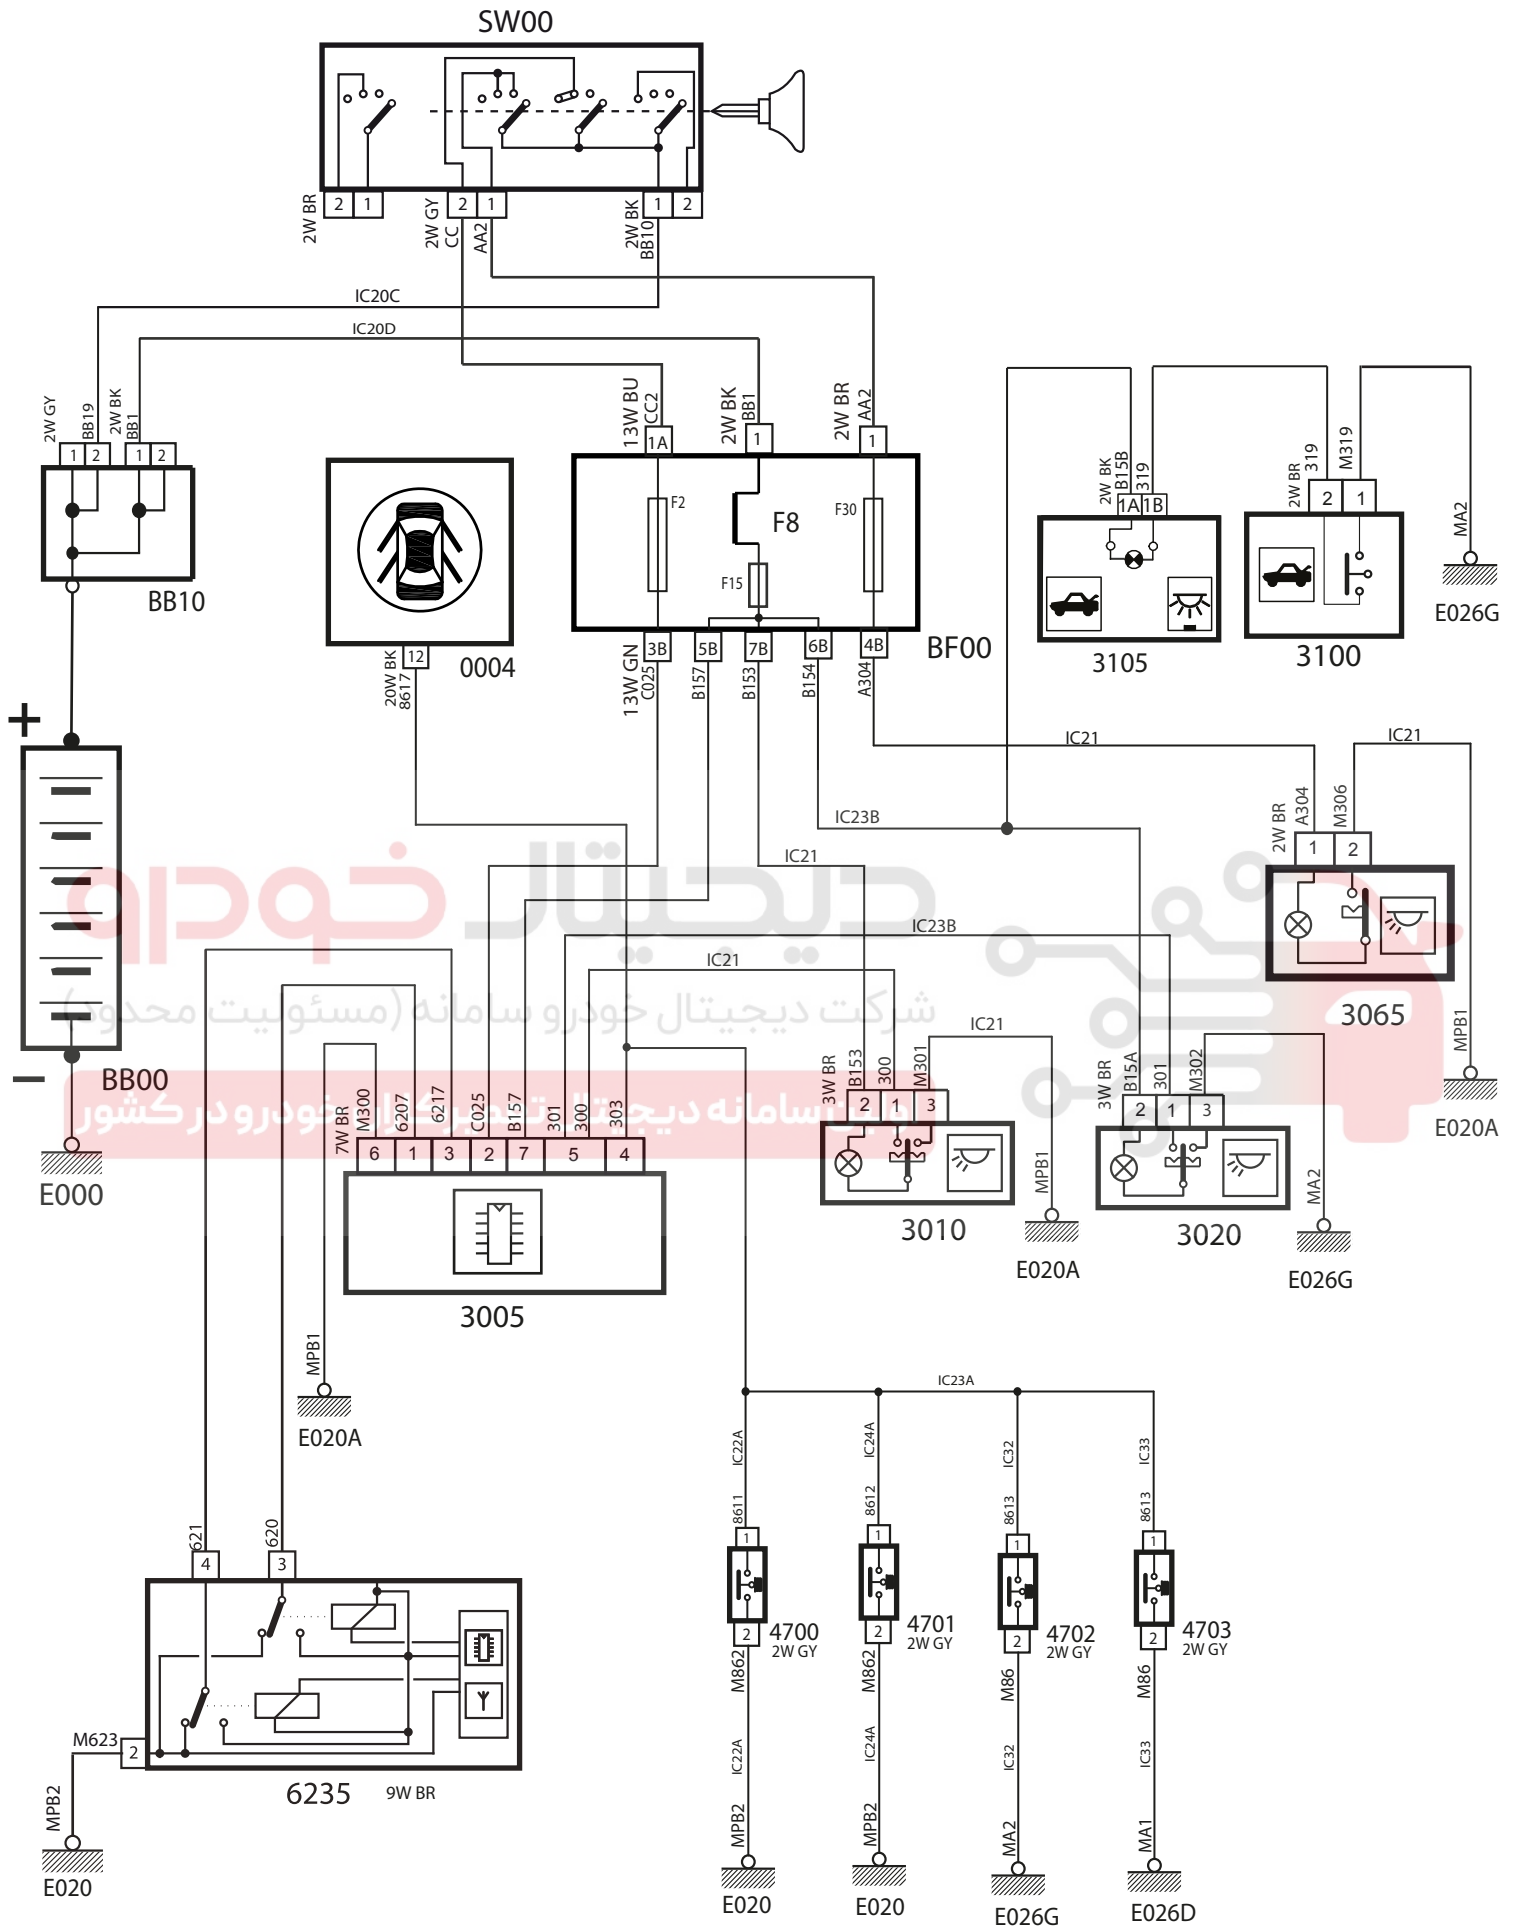 SW00
2W BR
2
1
2W GY
2
1
CC
AA2
2W BK
1
2
BB10
IC20C
IC20D
2W GY
BB19
2W BK
BB1
1
2
1
2
BB10
13W BU
CC2
1A
2W BK
BB1
1
2W BR
AA2
1
F2
F8
F15
F30
BF00
3B
5B
7B
6B
4B
13W GN
C025
B157
B153
B154
A304
12
20W BK
8617
0004
2W BK
B15B
319
1A
1B
3105
2W BR
319
M319
2
1
3100
MA2
E026G
+
–
BB00
E000
IC21
IC21
2W BR
A304
M306
1
2
3065
MPB1
E020A
IC23B
IC21
IC23B
IC21
دیجیتال خودرو
شرکت دیجیتال خودرو سامانه (مسئولیت محدود)
اولین سامانه دیجیتال تعمیرکاران خودرو در کشور
7W BR
M300
6207
6217
C025
B157
301
300
303
6
1
3
2
7
5
4
3005
MPB1
E020A
3W BR
B153
300
M301
2
1
3
IC21
3010
MPB1
E020A
3W BR
B15A
301
M302
2
1
3
3020
MA2
E026G
IC23A
IC22A
IC24A
IC32
IC33
8611
8612
8613
8613
1
1
1
1
2
2
2
2
4700
2W GY
4701
2W GY
4702
2W GY
4703
2W GY
M862
M862
M86
M86
IC22A
IC24A
IC32
IC33
MPB2
MPB2
MA2
MA1
E020
E020
E026G
E026D
621
620
4
3
M623
2
6235
9W BR
MPB2
E020